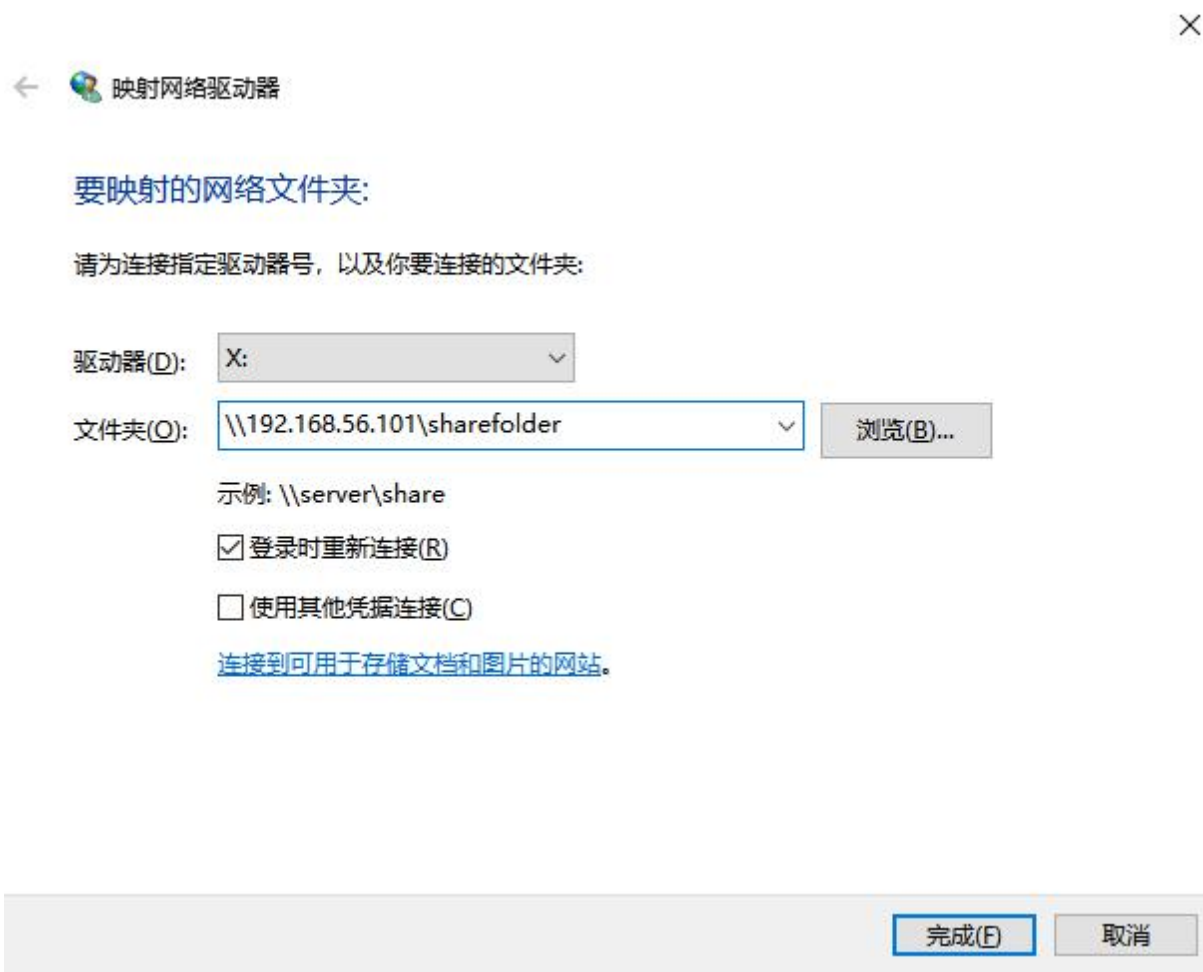 映射网络驱动器
要映射的网络文件夹:
请为连接指定驱动器号，以及你要连接的文件夹:
驱动器(D): X:
文件夹(O): \\192.168.56.101\sharefolder 浏览(B)...
示例: \\server\share
登录时重新连接(R)
使用其他凭据连接(C)
连接到可用于存储文档和图片的网站。
完成(F) 取消